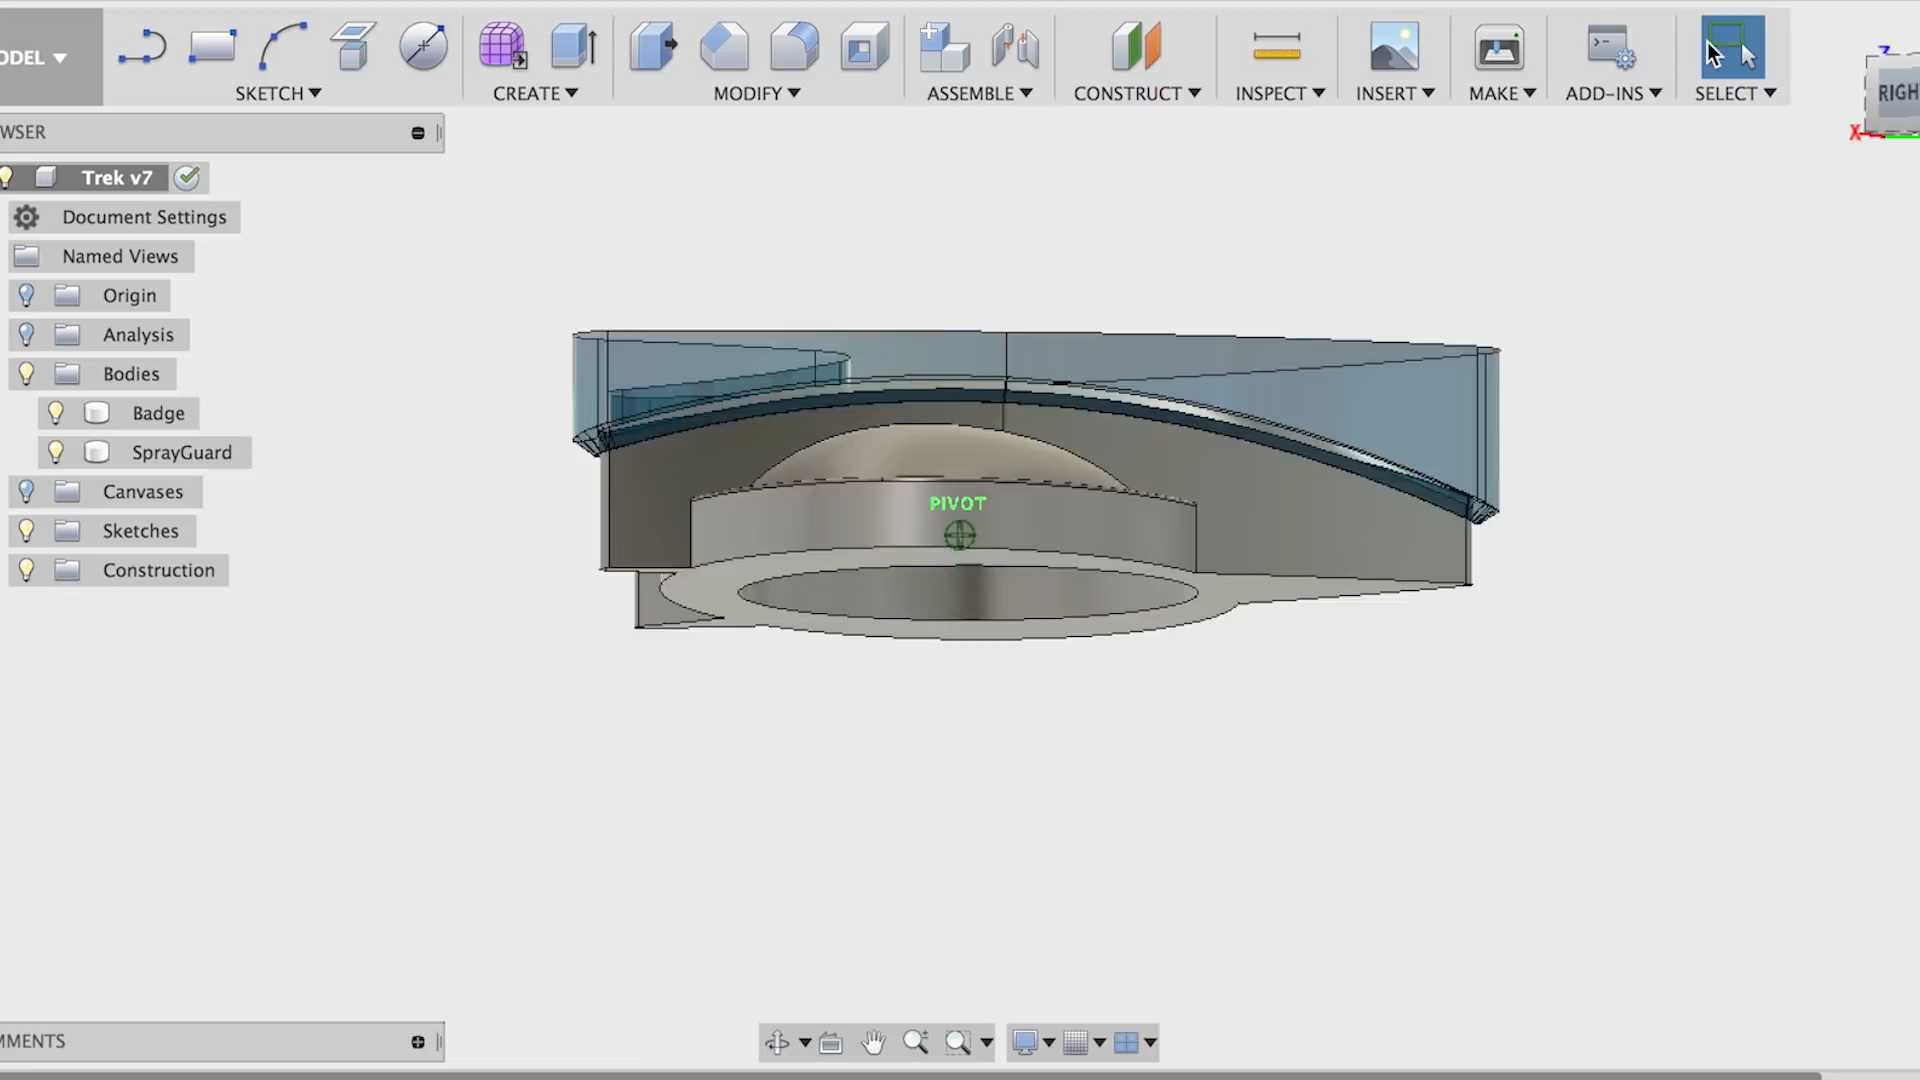 ODEL
SKETCH
CREATE
MODIFY
ASSEMBLE
CONSTRUCT
INSPECT
INSERT
MAKE
ADD-INS
SELECT
Z
RIGH
X
WSER
Trek v7
Document Settings
Named Views
Origin
Analysis
Bodies
Badge
SprayGuard
Canvases
Sketches
Construction
PIVOT
MMENTS